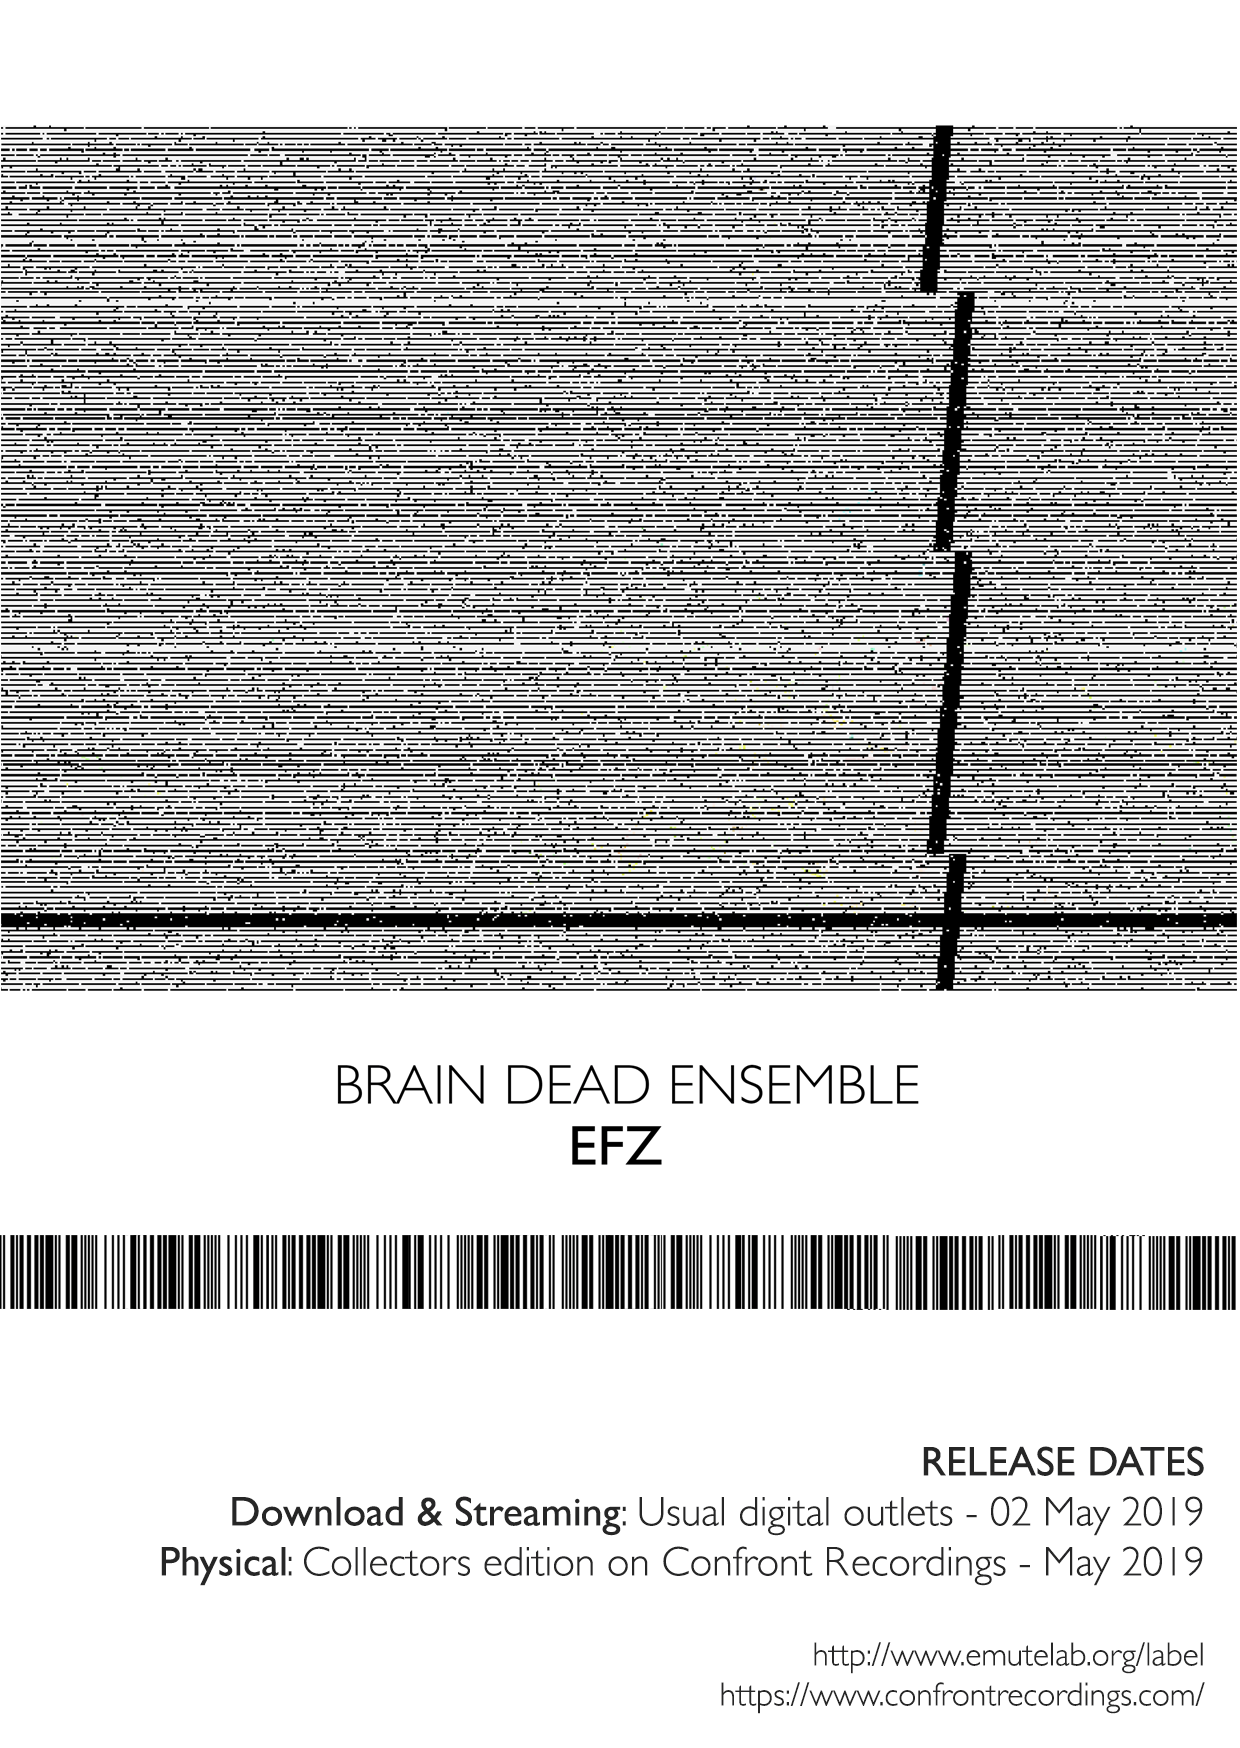 BRAIN DEAD ENSEMBLE
EFZ
RELEASE DATES
Download & Streaming: Usual digital outlets - 02 May 2019
Physical: Collectors edition on Confront Recordings - May 2019
http://www.emutelab.org/label
https://www.confrontrecordings.com/